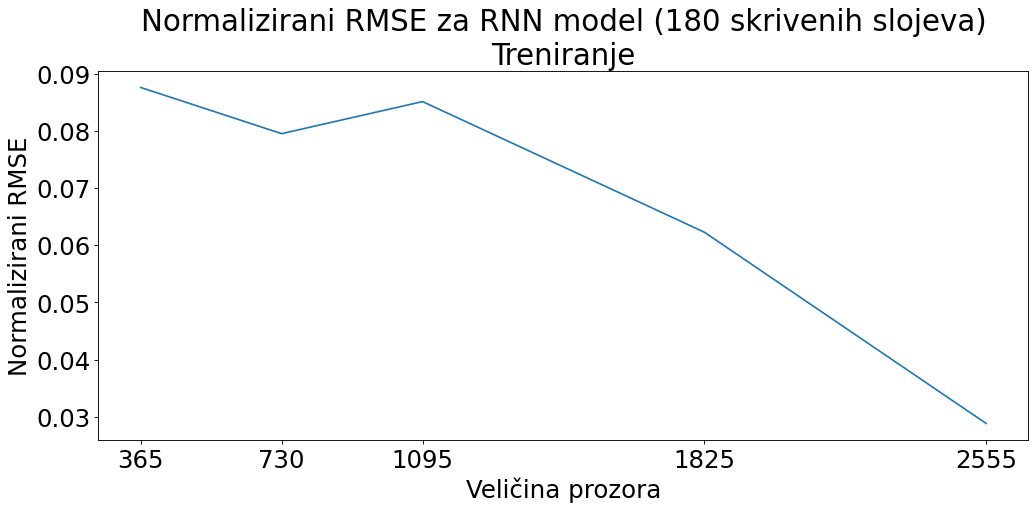 Normalizirani RMSE za RNN model (180 skrivenih slojeva)
Treniranje
0.09
0.08
0.07
0.06
0.05
0.04
0.03
Normalizirani RMSE
365 730 1095 1825 2555
Veličina prozora